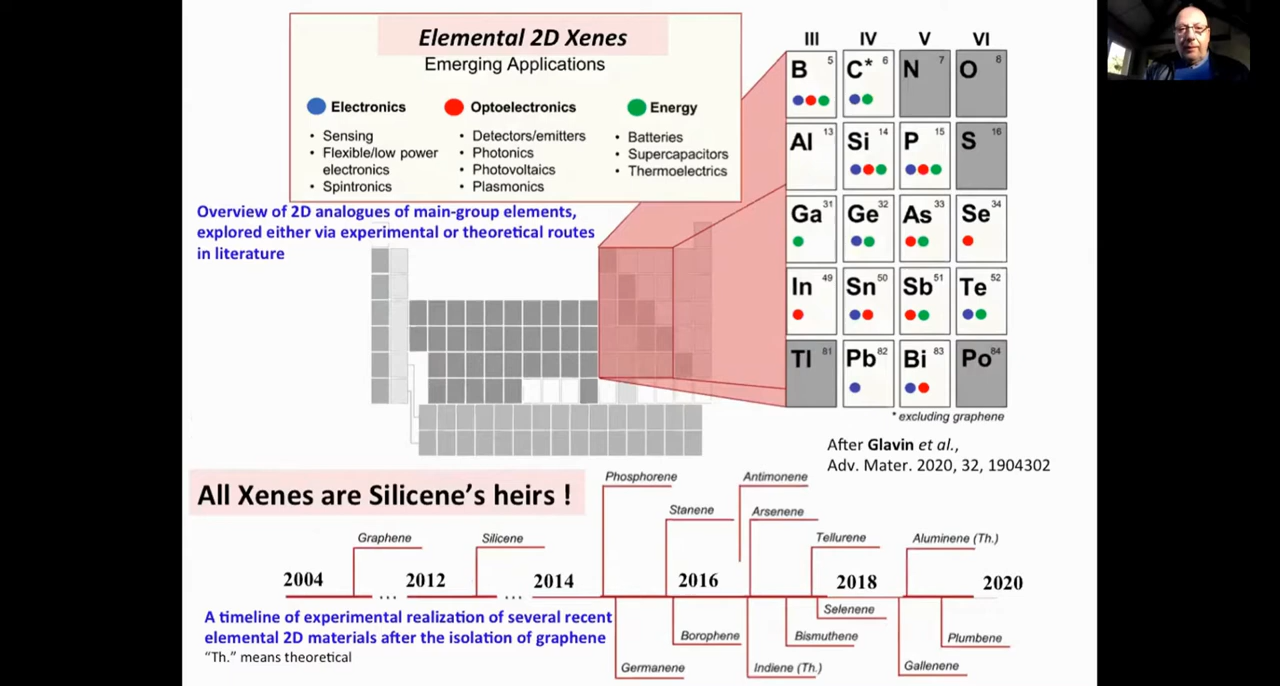 Elemental 2D Xenes
Emerging Applications
Electronics
• Sensing
• Flexible/low power
electronics
• Spintronics
Optoelectronics
• Detectors/emitters
• Photonics
• Photovoltaics
• Plasmonics
Energy
• Batteries
• Supercapacitors
• Thermoelectrics
Overview of 2D analogues of main-group elements,
explored either via experimental or theoretical routes
in literature
III IV V VI
B 5 C* 6 N 7 O 8
Al 13 Si 14 P 15 S 16
Ga 31 Ge 32 As 33 Se 34
In 49 Sn 50 Sb 51 Te 52
Tl 81 Pb 82 Bi 83 Po 84
* excluding graphene
After Glavin et al.,
Adv. Mater. 2020, 32, 1904302
All Xenes are Silicene’s heirs !
Phosphorene Antimonene
Stanene Arsenene
Graphene Silicene Tellurene Aluminene (Th.)
2004 ... 2012 ... 2014 2016 2018 2020
A timeline of experimental realization of several recent
elemental 2D materials after the isolation of graphene
“Th.” means theoretical
Selenene
Borophene Bismuthene Plumbene
Germanene Indiene (Th.) Gallenene